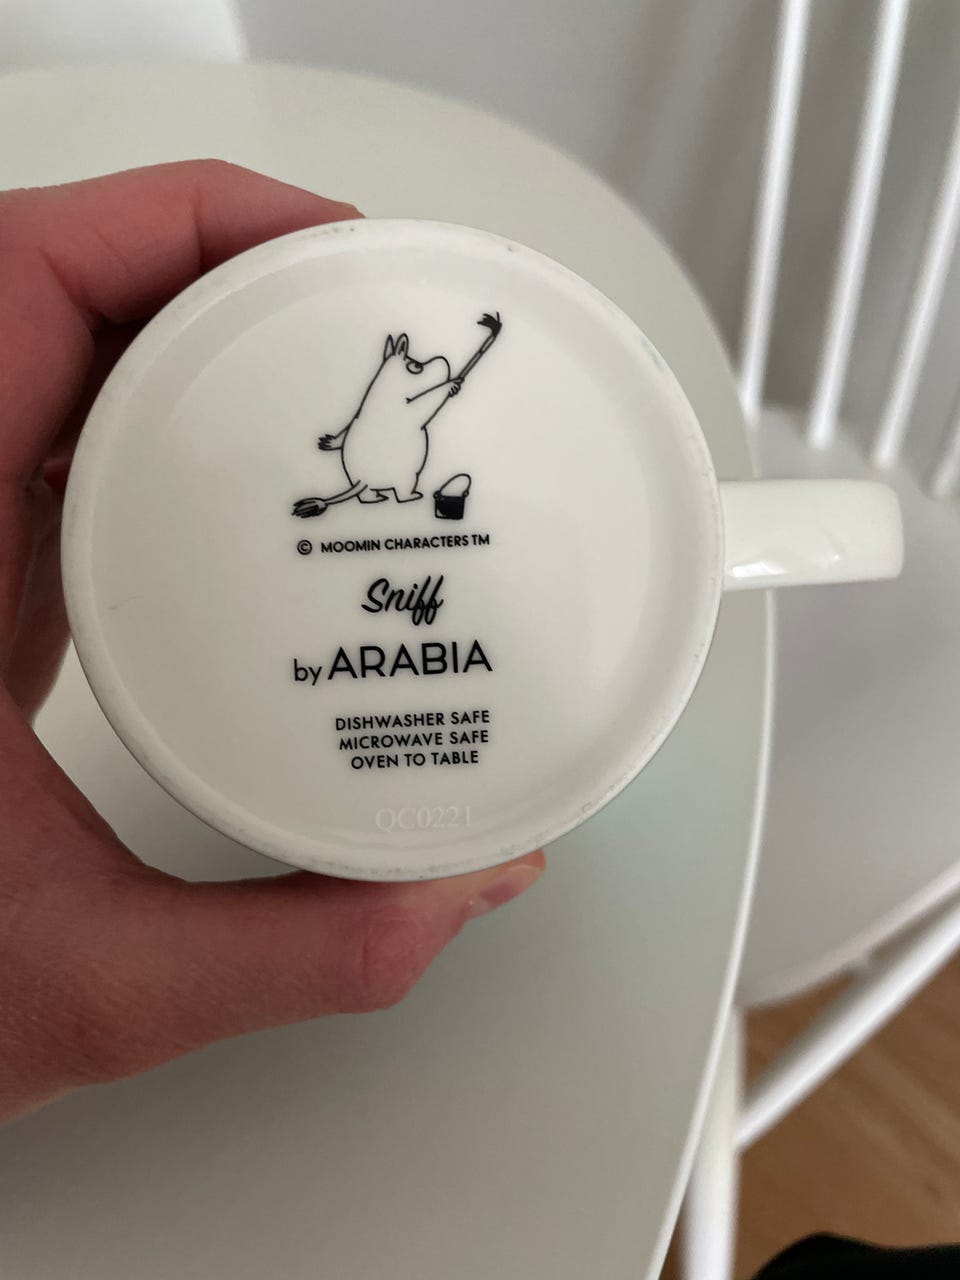 © MOOMIN CHARACTERS TM
Sniff
by ARABIA
DISHWASHER SAFE
MICROWAVE SAFE
OVEN TO TABLE
QC0221